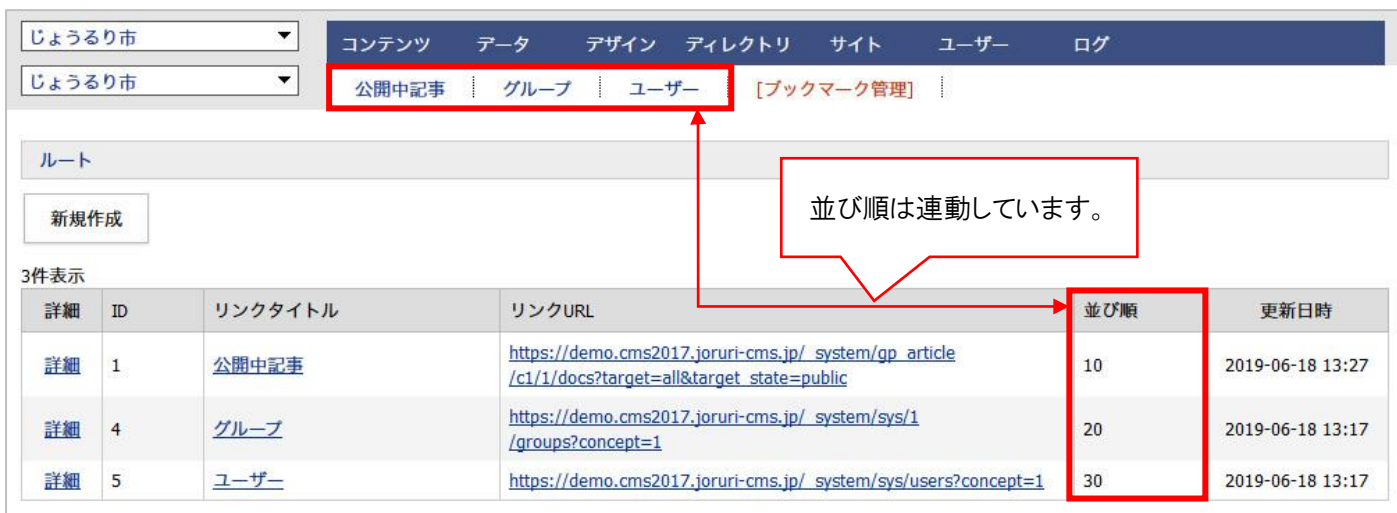 じょうるり市
コンテンツ データ デザイン ディレクトリ サイト ユーザー ログ
じょうるり市
公開中記事 グループ ユーザー [ブックマーク管理]
ルート
並び順は連動しています。
新規作成
3件表示
詳細 ID リンクタイトル リンクURL 並び順 更新日時
詳細 1 公開中記事 https://demo.cms2017.joruri-cms.jp/_system/gp_article 10 2019-06-18 13:27
/c1/1/docs?target=all&target_state=public
詳細 4 グループ https://demo.cms2017.joruri-cms.jp/_system/sys/1 20 2019-06-18 13:17
/groups?concept=1
詳細 5 ユーザー https://demo.cms2017.joruri-cms.jp/_system/sys/users?concept=1 30 2019-06-18 13:17